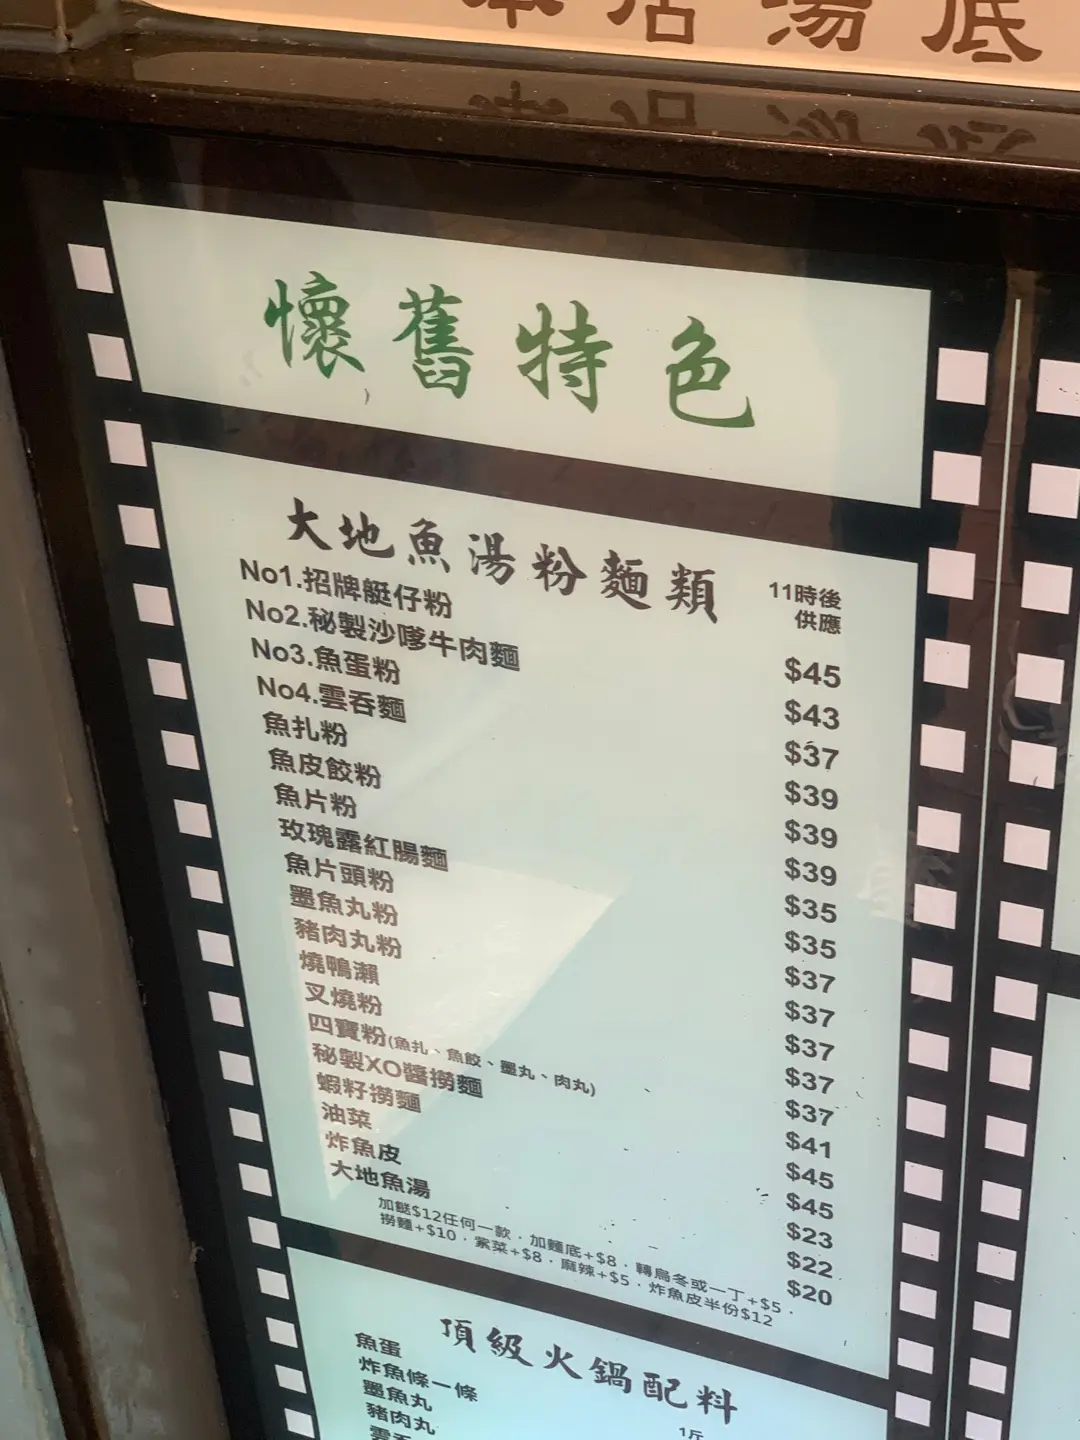 本店湯底
懷舊特色
大地魚湯粉麵類
11時後
供應
No1.招牌艇仔粉 $45
No2.秘製沙嗲牛肉麵 $43
No3.魚蛋粉 $37
No4.雲吞麵 $39
魚扎粉 $39
魚皮餃粉 $39
魚片粉 $35
玫瑰露紅腸麵 $35
魚片頭粉 $37
墨魚丸粉 $37
豬肉丸粉 $37
燒鴨瀨 $37
叉燒粉 $37
四寶粉(魚扎、魚餃、墨丸、肉丸) $41
秘製XO醬撈麵 $45
蝦籽撈麵 $45
油菜 $23
炸魚皮 $22
大地魚湯 $20
加餸$12任何一款．加麵底+$8．轉烏冬或一丁+$5．
撈麵+$10．紫菜+$8．麻辣+$5．炸魚皮半份$12
頂級火鍋配料
1斤
魚蛋
炸魚條一條
墨魚丸
豬肉丸